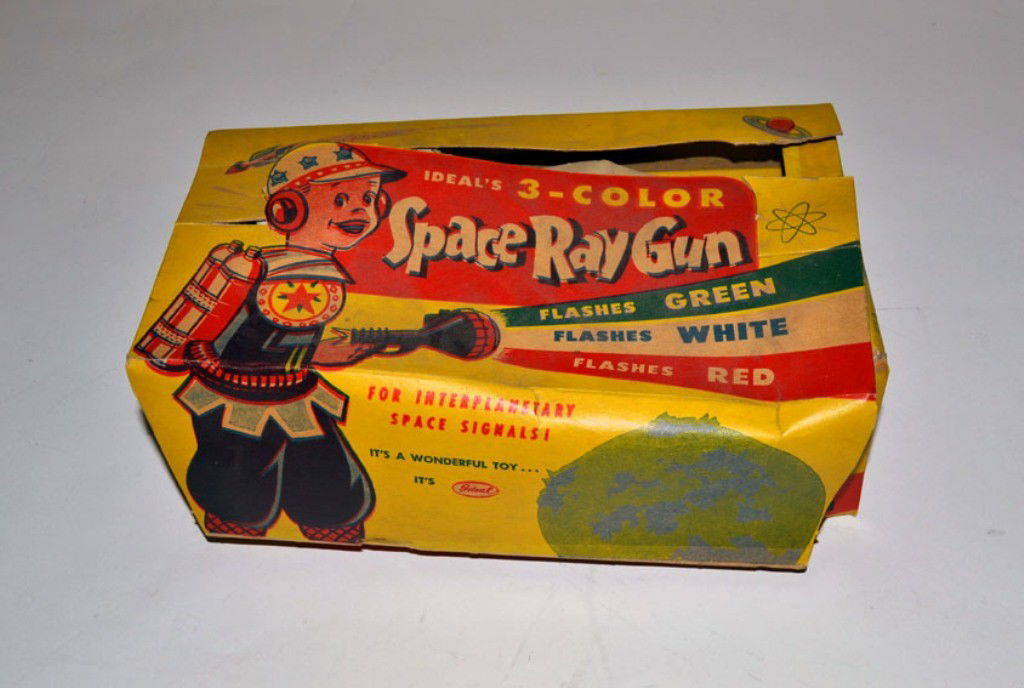 IDEAL'S 3-COLOR
Space Ray Gun
FLASHES GREEN
FLASHES WHITE
FLASHES RED
FOR INTERPLANETARY
SPACE SIGNALS!
IT'S A WONDERFUL TOY...
IT'S Ideal